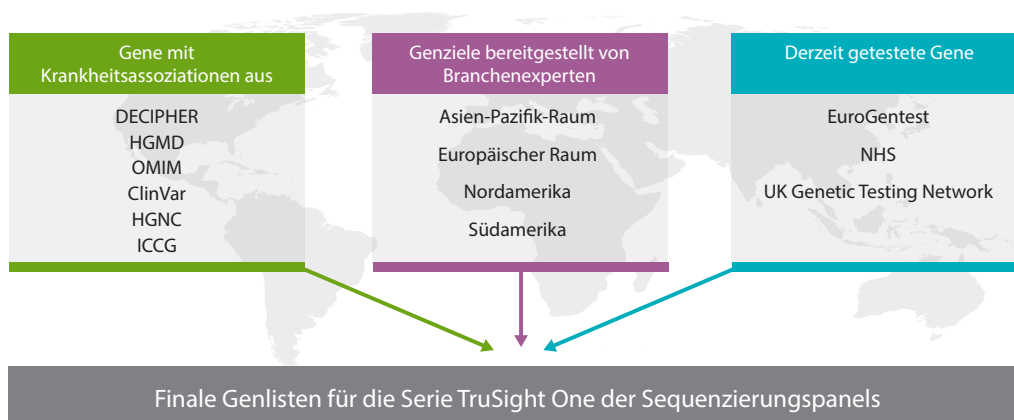 Gene mit
Krankheitsassoziationen aus
DECIPHER
HGMD
OMIM
ClinVar
HGNC
ICCG
Genziele bereitgestellt von
Branchenexperten
Asien-Pazifik-Raum
Europäischer Raum
Nordamerika
Südamerika
Derzeit getestete Gene
EuroGentest
NHS
UK Genetic Testing Network
Finale Genlisten für die Serie TruSight One der Sequenzierungspanels